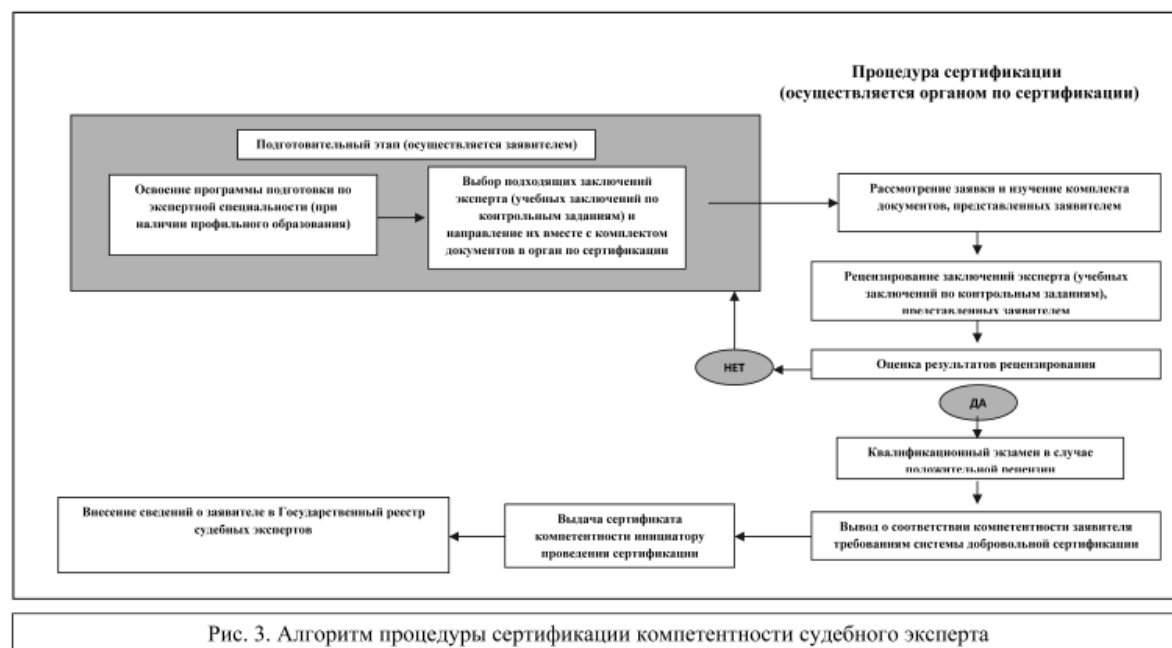 Процедура сертификации
(осуществляется органом по сертификации)
Подготовительный этап (осуществляется заявителем)
Освоение программы подготовки по
экспертной специальности (при
наличии профильного образования)
Выбор подходящих заключений
эксперта (учебных заключений по
контрольным заданиям) и
направление их вместе с комплектом
документов в орган по сертификации
Рассмотрение заявки и изучение комплекта
документов, представленных заявителем
Рецензирование заключений эксперта (учебных
заключений по контрольным заданиям),
представленных заявителем
НЕТ
Оценка результатов рецензирования
ДА
Квалификационный экзамен в случае
положительной рецензии
Вывод о соответствии компетентности заявителя
требованиям системы добровольной сертификации
Выдача сертификата
компетентности инициатору
проведения сертификации
Внесение сведений о заявителе в Государственный реестр
судебных экспертов
Рис. 3. Алгоритм процедуры сертификации компетентности судебного эксперта